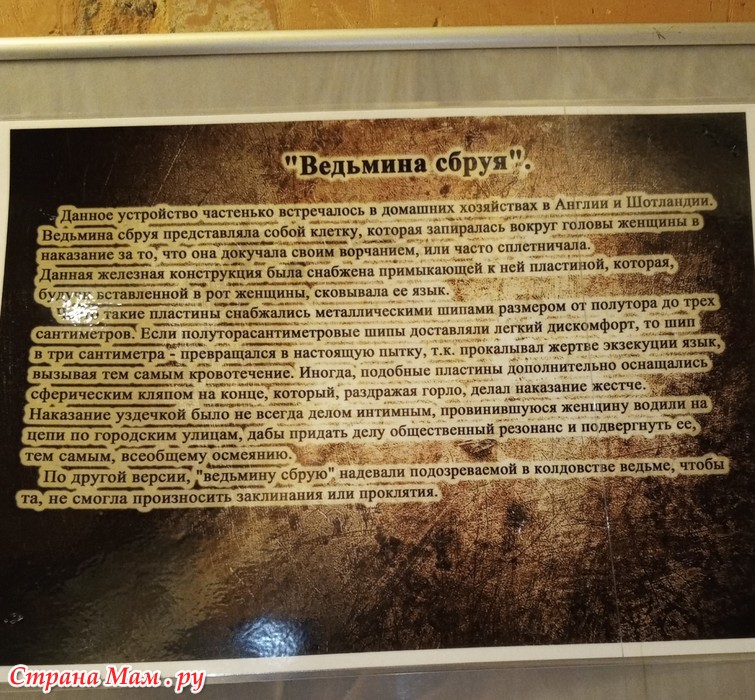 "Ведьмина сбруя".
Данное устройство частенько встречалось в домашних хозяйствах в Англии и Шотландии.
Ведьмина сбруя представляла собой клетку, которая запиралась вокруг головы женщины в
наказание за то, что она докучала своим ворчанием, или часто сплетничала.
Данная железная конструкция была снабжена примыкающей к ней пластиной, которая,
будучи вставленной в рот женщины, сковывала ее язык.
такие пластины снабжались металлическими шипами размером от полутора до трех
сантиметров. Если полуторасантиметровые шипы доставляли легкий дискомфорт, то шип
в три сантиметра - превращался в настоящую пытку, т.к. прокалывал жертве экзекуции язык,
вызывая тем самым кровотечение. Иногда, подобные пластины дополнительно оснащались
сферическим кляпом на конце, который, раздражая горло, делал наказание жестче.
Наказание уздечкой было не всегда делом интимным, провинившуюся женщину водили на
цепи по городским улицам, дабы придать делу общественный резонанс и подвергнуть ее,
тем самым, всеобщему осмеянию.
По другой версии, "ведьмину сбрую" надевали подозреваемой в колдовстве ведьме, чтобы
та, не смогла произносить заклинания или проклятия.
Страна Мам.ру